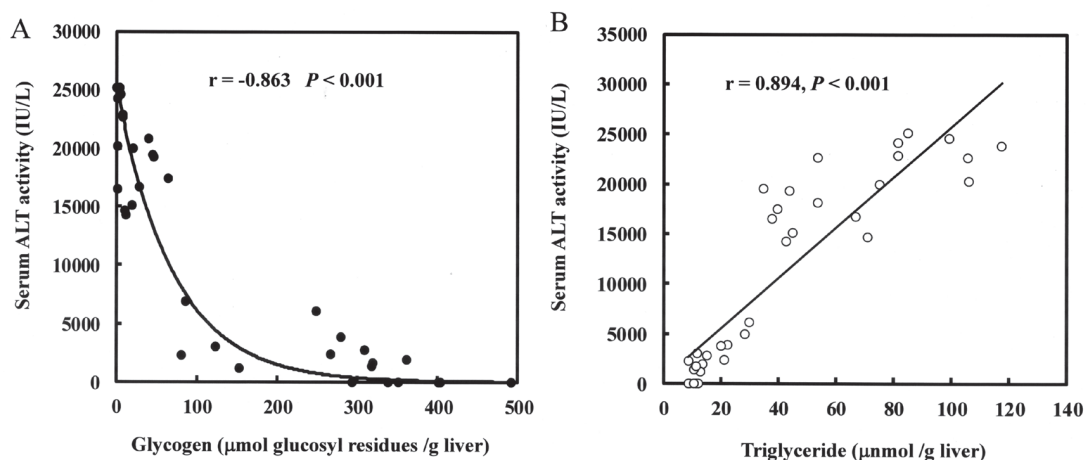 A
r = -0.863 P < 0.001
Serum ALT activity (IU/L)
30000
25000
20000
15000
10000
5000
0
0 100 200 300 400 500
Glycogen (μmol glucosyl residues /g liver)
B
r = 0.894, P < 0.001
Serum ALT activity (IU/L)
35000
30000
25000
20000
15000
10000
5000
0
0 20 40 60 80 100 120 140
Triglyceride (μnmol /g liver)